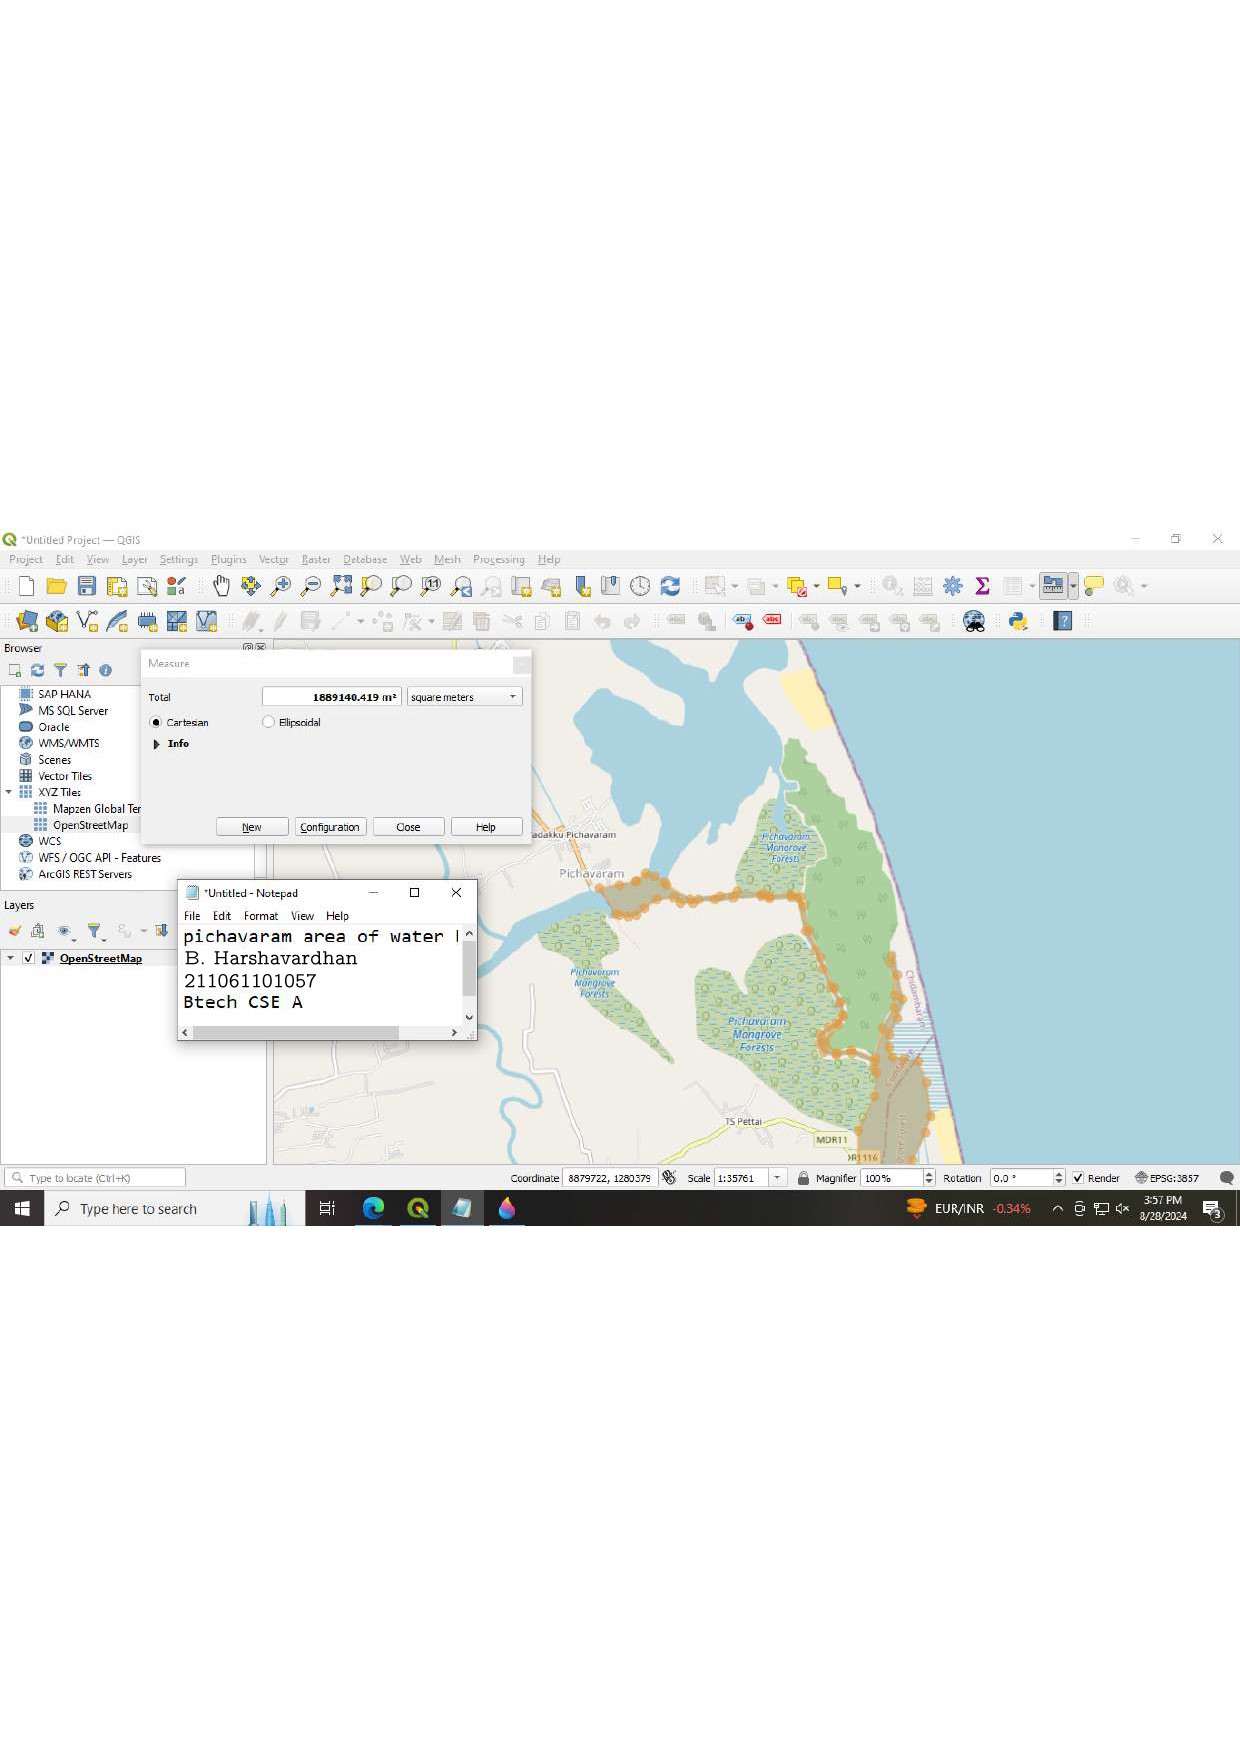 *Untitled Project — QGIS
Project Edit View Layer Settings Plugins Vector Raster Database Web Mesh Processing Help
Browser
SAP HANA
MS SQL Server
Oracle
WMS/WMTS
Scenes
Vector Tiles
XYZ Tiles
Mapzen Global Ter
OpenStreetMap
WCS
WFS / OGC API - Features
ArcGIS REST Servers
Measure
Total 1889140.419 m² square meters
Cartesian Ellipsoidal
Info
New Configuration Close Help
Layers
OpenStreetMap
*Untitled - Notepad
File Edit Format View Help
pichavaram area of water
B. Harshavardhan
211061101057
Btech CSE A
adakku Pichavaram
Pichavaram
Pichavaram
Mangrove
Forests
Pichavaram
Mangrove
Forests
Pichavaram
Mangrove
Forests
Chidambaram
TS Pettai
MDR11
Type to locate (Ctrl+K)
Coordinate 8879722, 1280379 Scale 1:35761 Magnifier 100% Rotation 0.0 ° Render EPSG:3857
Type here to search
EUR/INR -0.34%
3:57 PM
8/28/2024
3